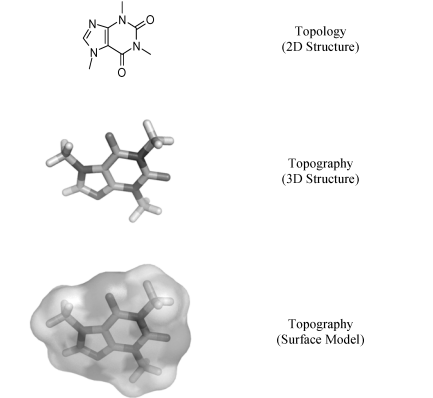 N
N
O
N
N
O
Topology
(2D Structure)
Topography
(3D Structure)
Topography
(Surface Model)